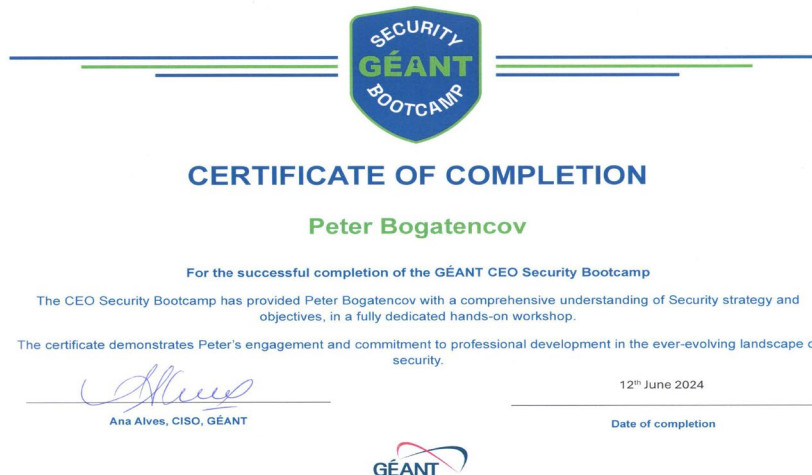 SECURITY
GÉANT
BOOTCAMP
CERTIFICATE OF COMPLETION
Peter Bogatencov
For the successful completion of the GÉANT CEO Security Bootcamp
The CEO Security Bootcamp has provided Peter Bogatencov with a comprehensive understanding of Security strategy and
objectives, in a fully dedicated hands-on workshop.
The certificate demonstrates Peter's engagement and commitment to professional development in the ever-evolving landscape
security.
12th June 2024
Ana Alves, CISO, GÉANT
Date of completion
GÉANT